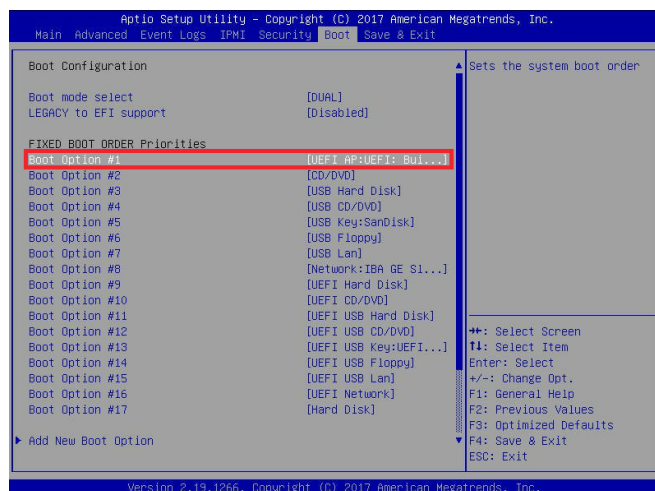 Aptio Setup Utility – Copyright (C) 2017 American Megatrends, Inc.
Main Advanced Event Logs IPMI Security Boot Save & Exit
Boot Configuration
Sets the system boot order
Boot mode select [DUAL]
LEGACY to EFI support [Disabled]
FIXED BOOT ORDER Priorities
Boot Option #1 [UEFI AP:UEFI: Bui...]
Boot Option #2 [CD/DVD]
Boot Option #3 [USB Hard Disk]
Boot Option #4 [USB CD/DVD]
Boot Option #5 [USB Key:SanDisk]
Boot Option #6 [USB Floppy]
Boot Option #7 [USB Lan]
Boot Option #8 [Network:IBA GE Sl...]
Boot Option #9 [UEFI Hard Disk]
Boot Option #10 [UEFI CD/DVD]
Boot Option #11 [UEFI USB Hard Disk]
Boot Option #12 [UEFI USB CD/DVD]
Boot Option #13 [UEFI USB Key:UEFI...]
Boot Option #14 [UEFI USB Floppy]
Boot Option #15 [UEFI USB Lan]
Boot Option #16 [UEFI Network]
Boot Option #17 [Hard Disk]
Add New Boot Option
→←: Select Screen
↑↓: Select Item
Enter: Select
+/-: Change Opt.
F1: General Help
F2: Previous Values
F3: Optimized Defaults
F4: Save & Exit
ESC: Exit
Version 2.19.1266. Copyright (C) 2017 American Megatrends, Inc.